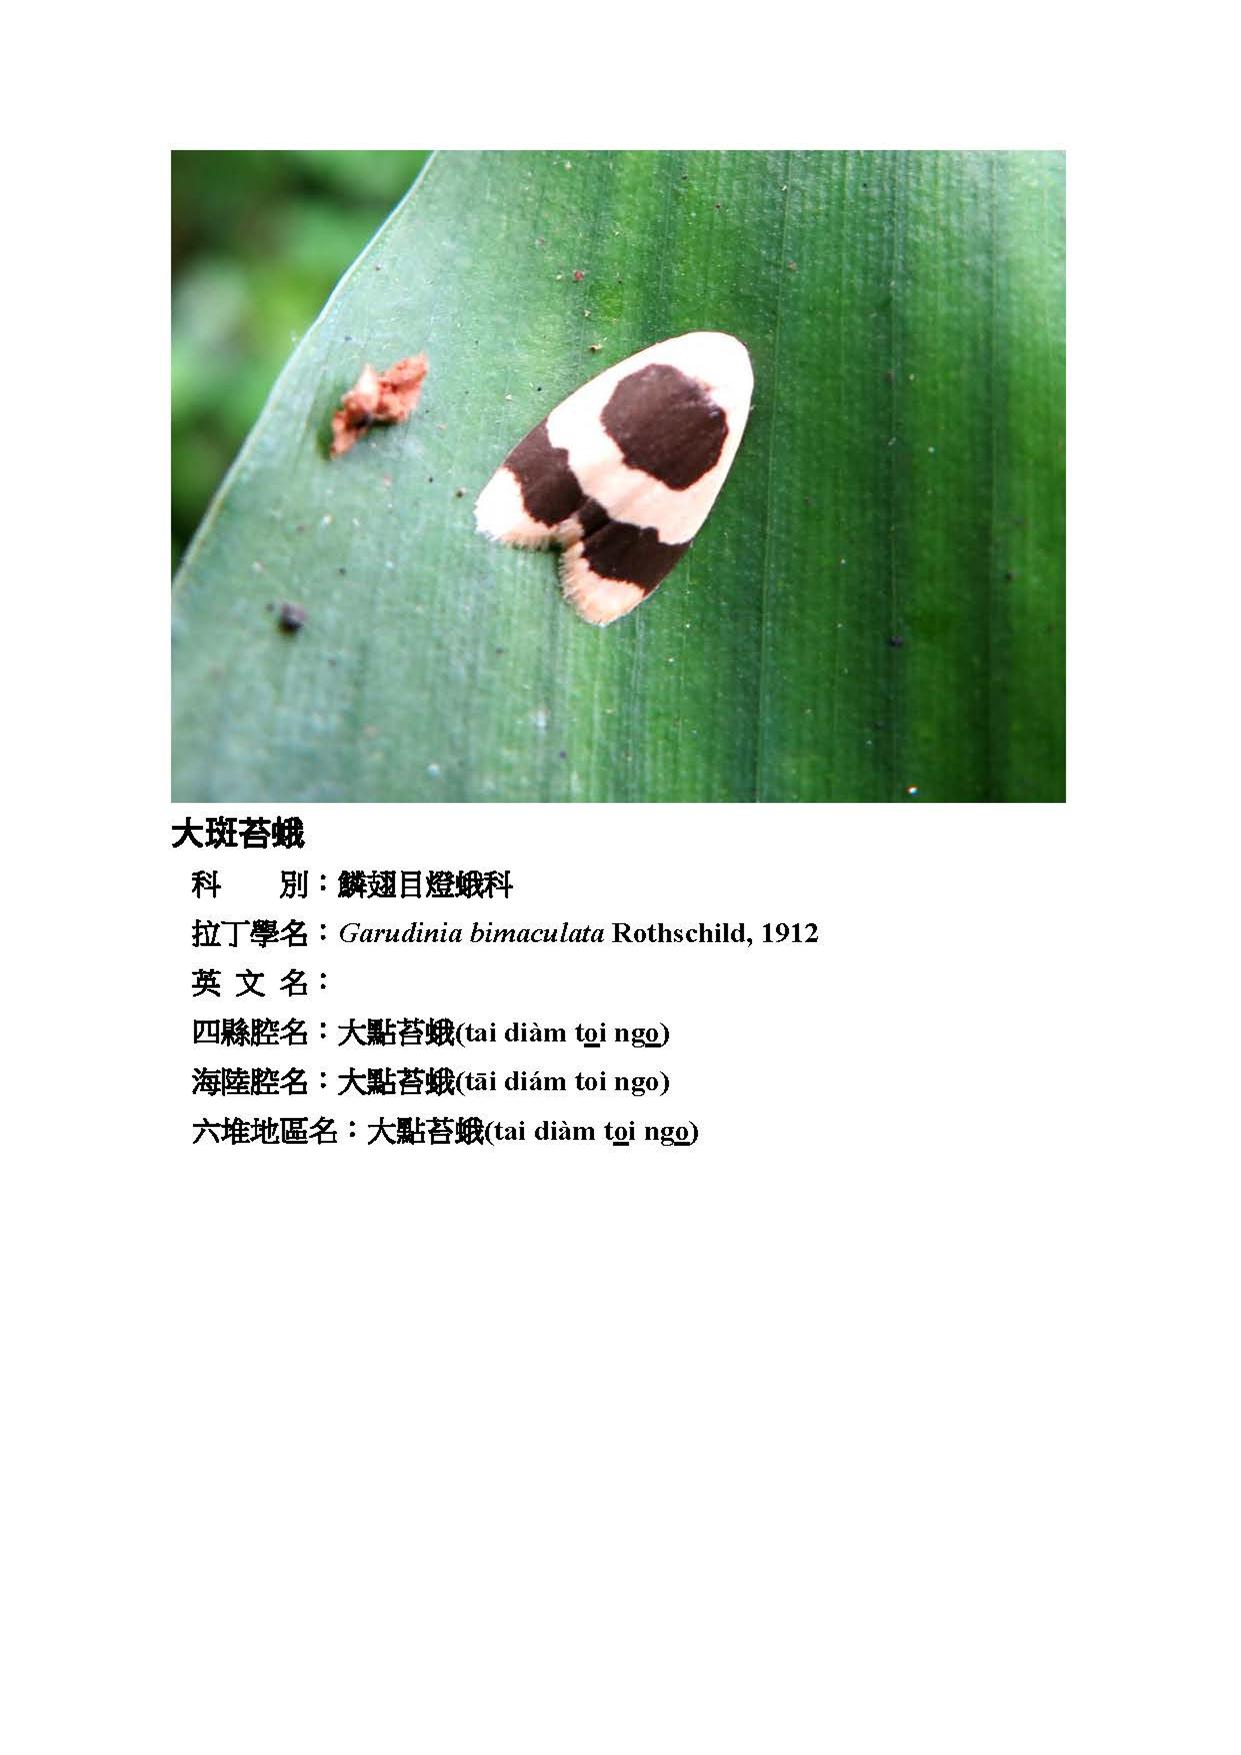 大斑苔蛾
科　　別：鱗翅目燈蛾科
拉丁學名：Garudinia bimaculata Rothschild, 1912
英 文 名：
四縣腔名：大點苔蛾(tai diàm toi ngo)
海陸腔名：大點苔蛾(tāi diám toi ngo)
六堆地區名：大點苔蛾(tai diàm toi ngo)